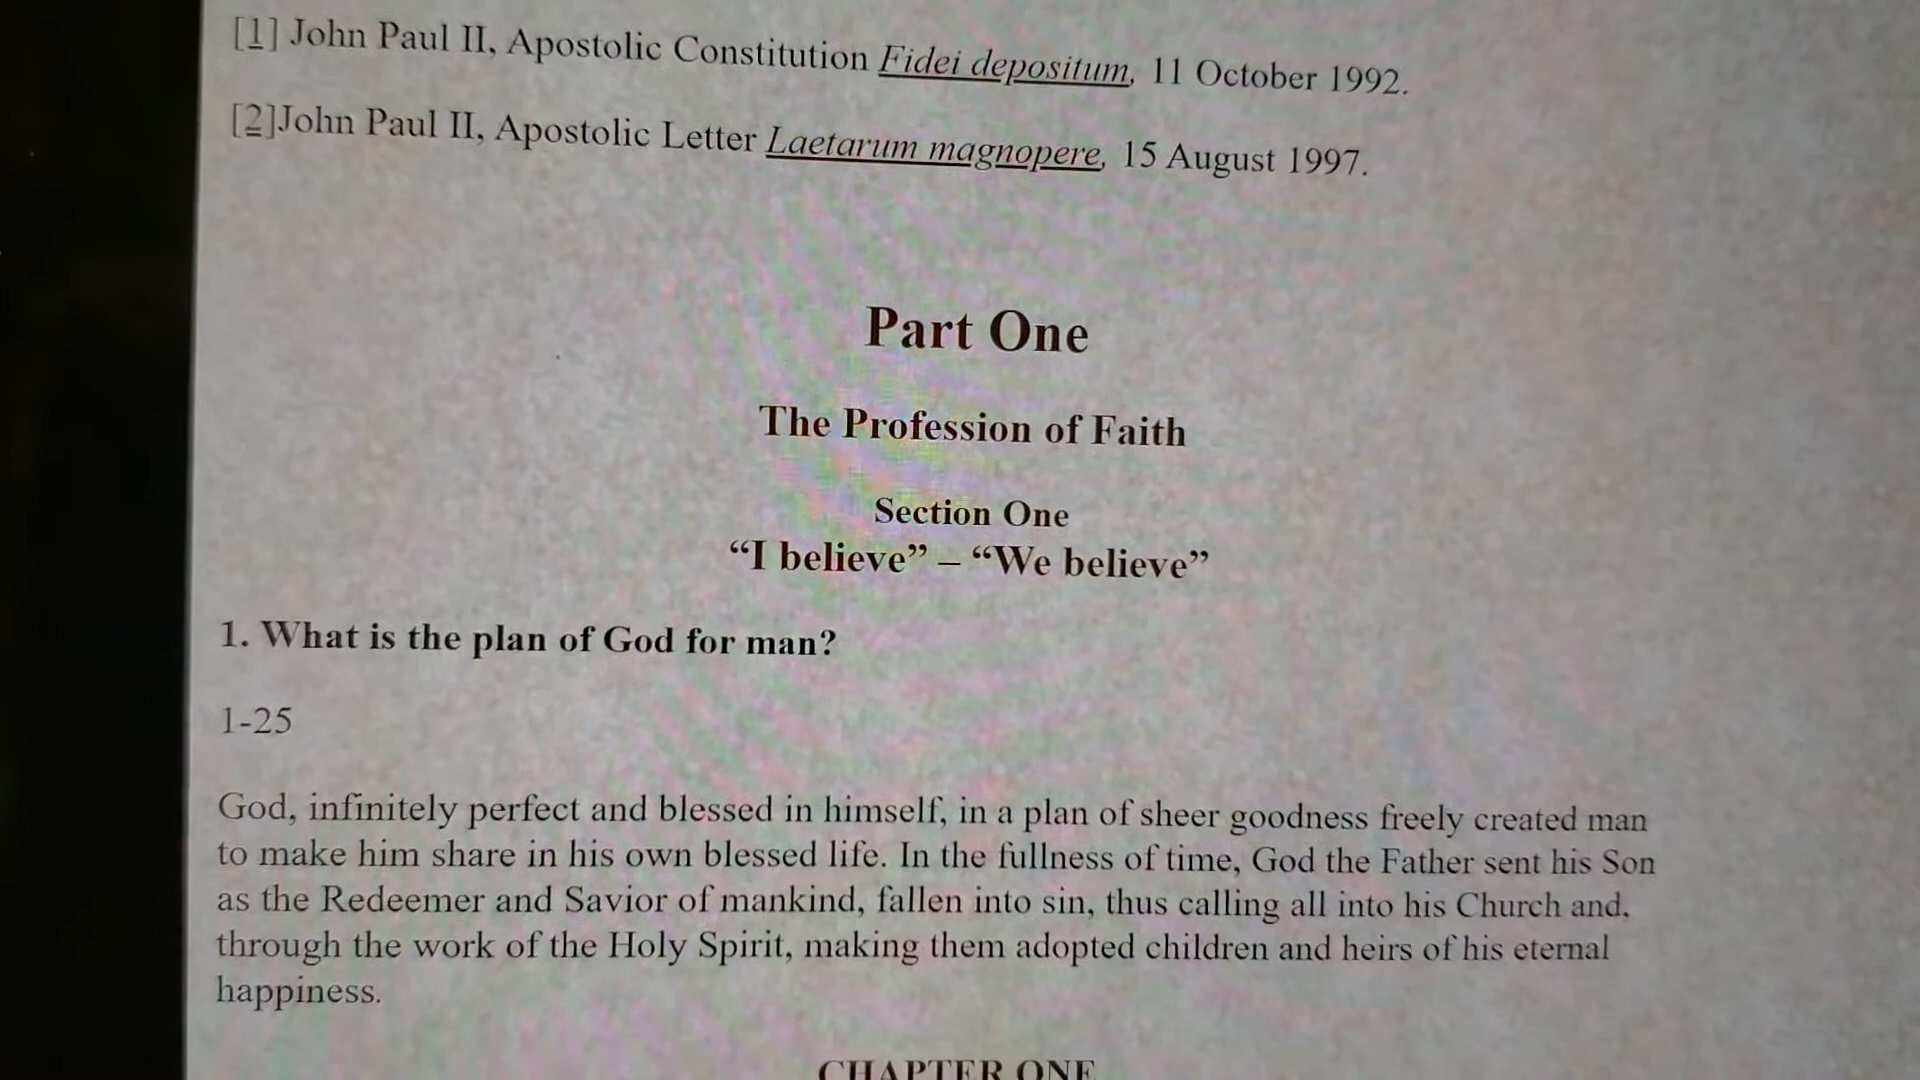 [1] John Paul II, Apostolic Constitution Fidei depositum, 11 October 1992.
[2]John Paul II, Apostolic Letter Laetarum magnopere, 15 August 1997.
Part One
The Profession of Faith
Section One
“I believe” – “We believe”
1. What is the plan of God for man?
1-25
God, infinitely perfect and blessed in himself, in a plan of sheer goodness freely created man
to make him share in his own blessed life. In the fullness of time, God the Father sent his Son
as the Redeemer and Savior of mankind, fallen into sin, thus calling all into his Church and,
through the work of the Holy Spirit, making them adopted children and heirs of his eternal
happiness.
CHAPTER ONE